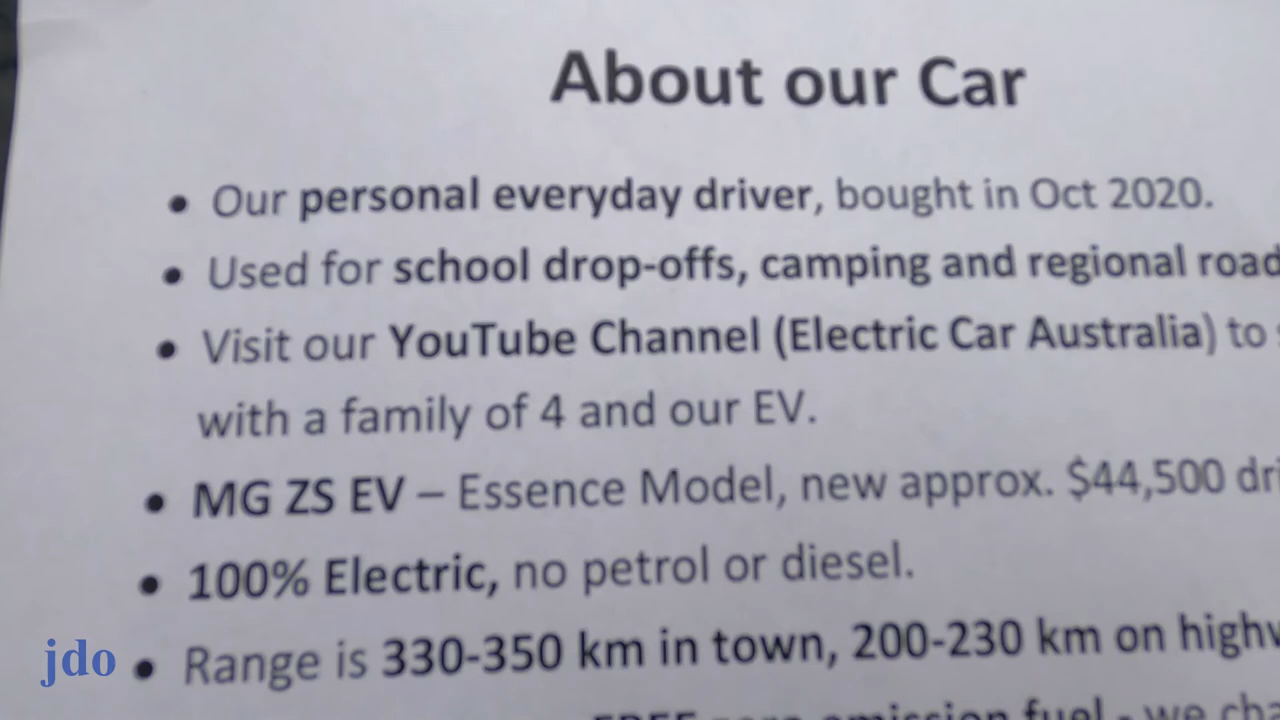 About our Car
• Our personal everyday driver, bought in Oct 2020.
• Used for school drop-offs, camping and regional road
• Visit our YouTube Channel (Electric Car Australia) to
with a family of 4 and our EV.
• MG ZS EV – Essence Model, new approx. $44,500
• 100% Electric, no petrol or diesel.
• Range is 330-350 km in town, 200-230 km on
emission fuel - we
jdo